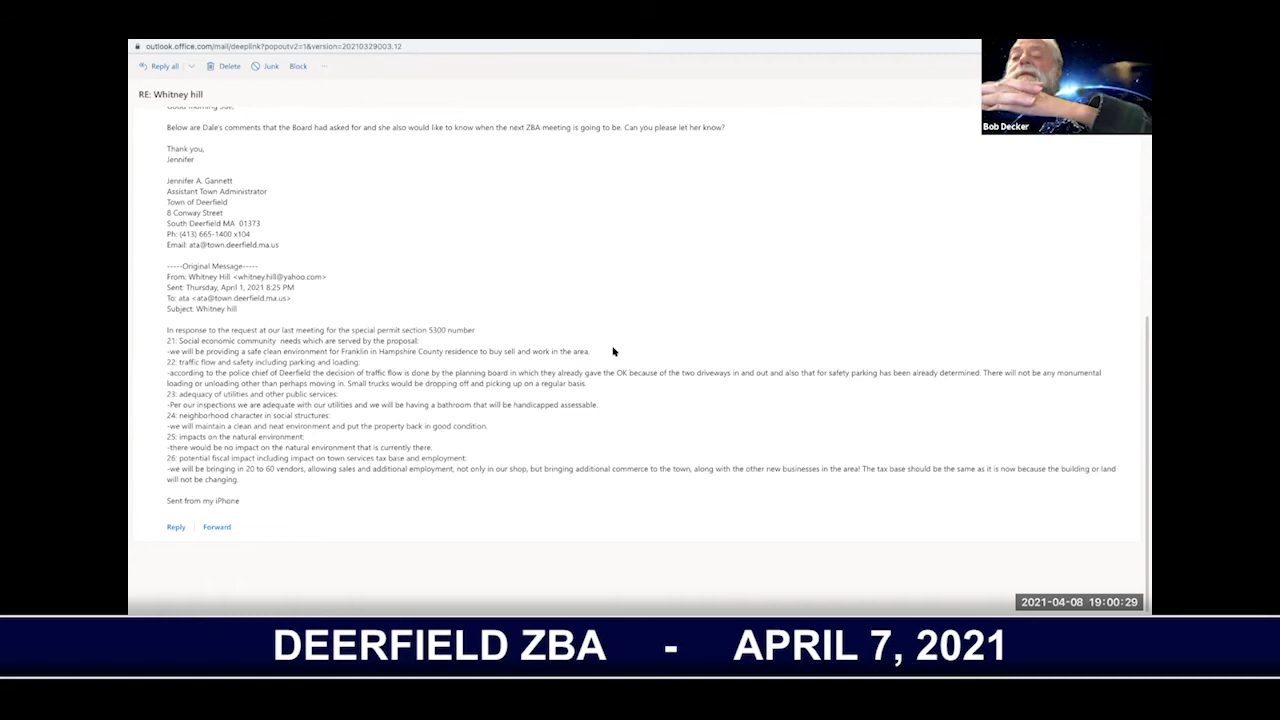 outlook.office.com/mail/deeplink?popoutv2=1&version=20210329003.12
Reply all Delete Junk Block ...
RE: Whitney hill
Below are Dale's comments that the Board had asked for and she also would like to know when the next ZBA meeting is going to be. Can you please let her know?
Thank you,
Jennifer
Jennifer A. Gannett
Assistant Town Administrator
Town of Deerfield
8 Conway Street
South Deerfield MA 01373
Ph: (413) 665-1400 x104
Email: ata@town.deerfield.ma.us
-----Original Message-----
From: Whitney Hill <whitney.hill@yahoo.com>
Sent: Thursday, April 1, 2021 8:25 PM
To: ata <ata@town.deerfield.ma.us>
Subject: Whitney hill
In response to the request at our last meeting for the special permit section 5300 number
21: Social economic community needs which are served by the proposal:
-we will be providing a safe clean environment for Franklin in Hampshire County residence to buy sell and work in the area.
22: traffic flow and safety including parking and loading:
-according to the police chief of Deerfield the decision of traffic flow is done by the planning board in which they already gave the OK because of the two driveways in and out and also that for safety parking has been already determined. There will not be any monumental
loading or unloading other than perhaps moving in. Small trucks would be dropping off and picking up on a regular basis.
23: adequacy of utilities and other public services:
-Per our inspections we are adequate with our utilities and we will be having a bathroom that will be handicapped assessable.
24: neighborhood character in social structures:
-we will maintain a clean and neat environment and put the property back in good condition.
25: impacts on the natural environment:
-there would be no impact on the natural environment that is currently there.
26: potential fiscal impact including impact on town services tax base and employment:
-we will be bringing in 20 to 60 vendors, allowing sales and additional employment, not only in our shop, but bringing additional commerce to the town, along with the other new businesses in the area! The tax base should be the same as it is now because the building or land
will not be changing.
Sent from my iPhone
Reply Forward
Bob Decker
2021-04-08 19:00:29
DEERFIELD ZBA - APRIL 7, 2021